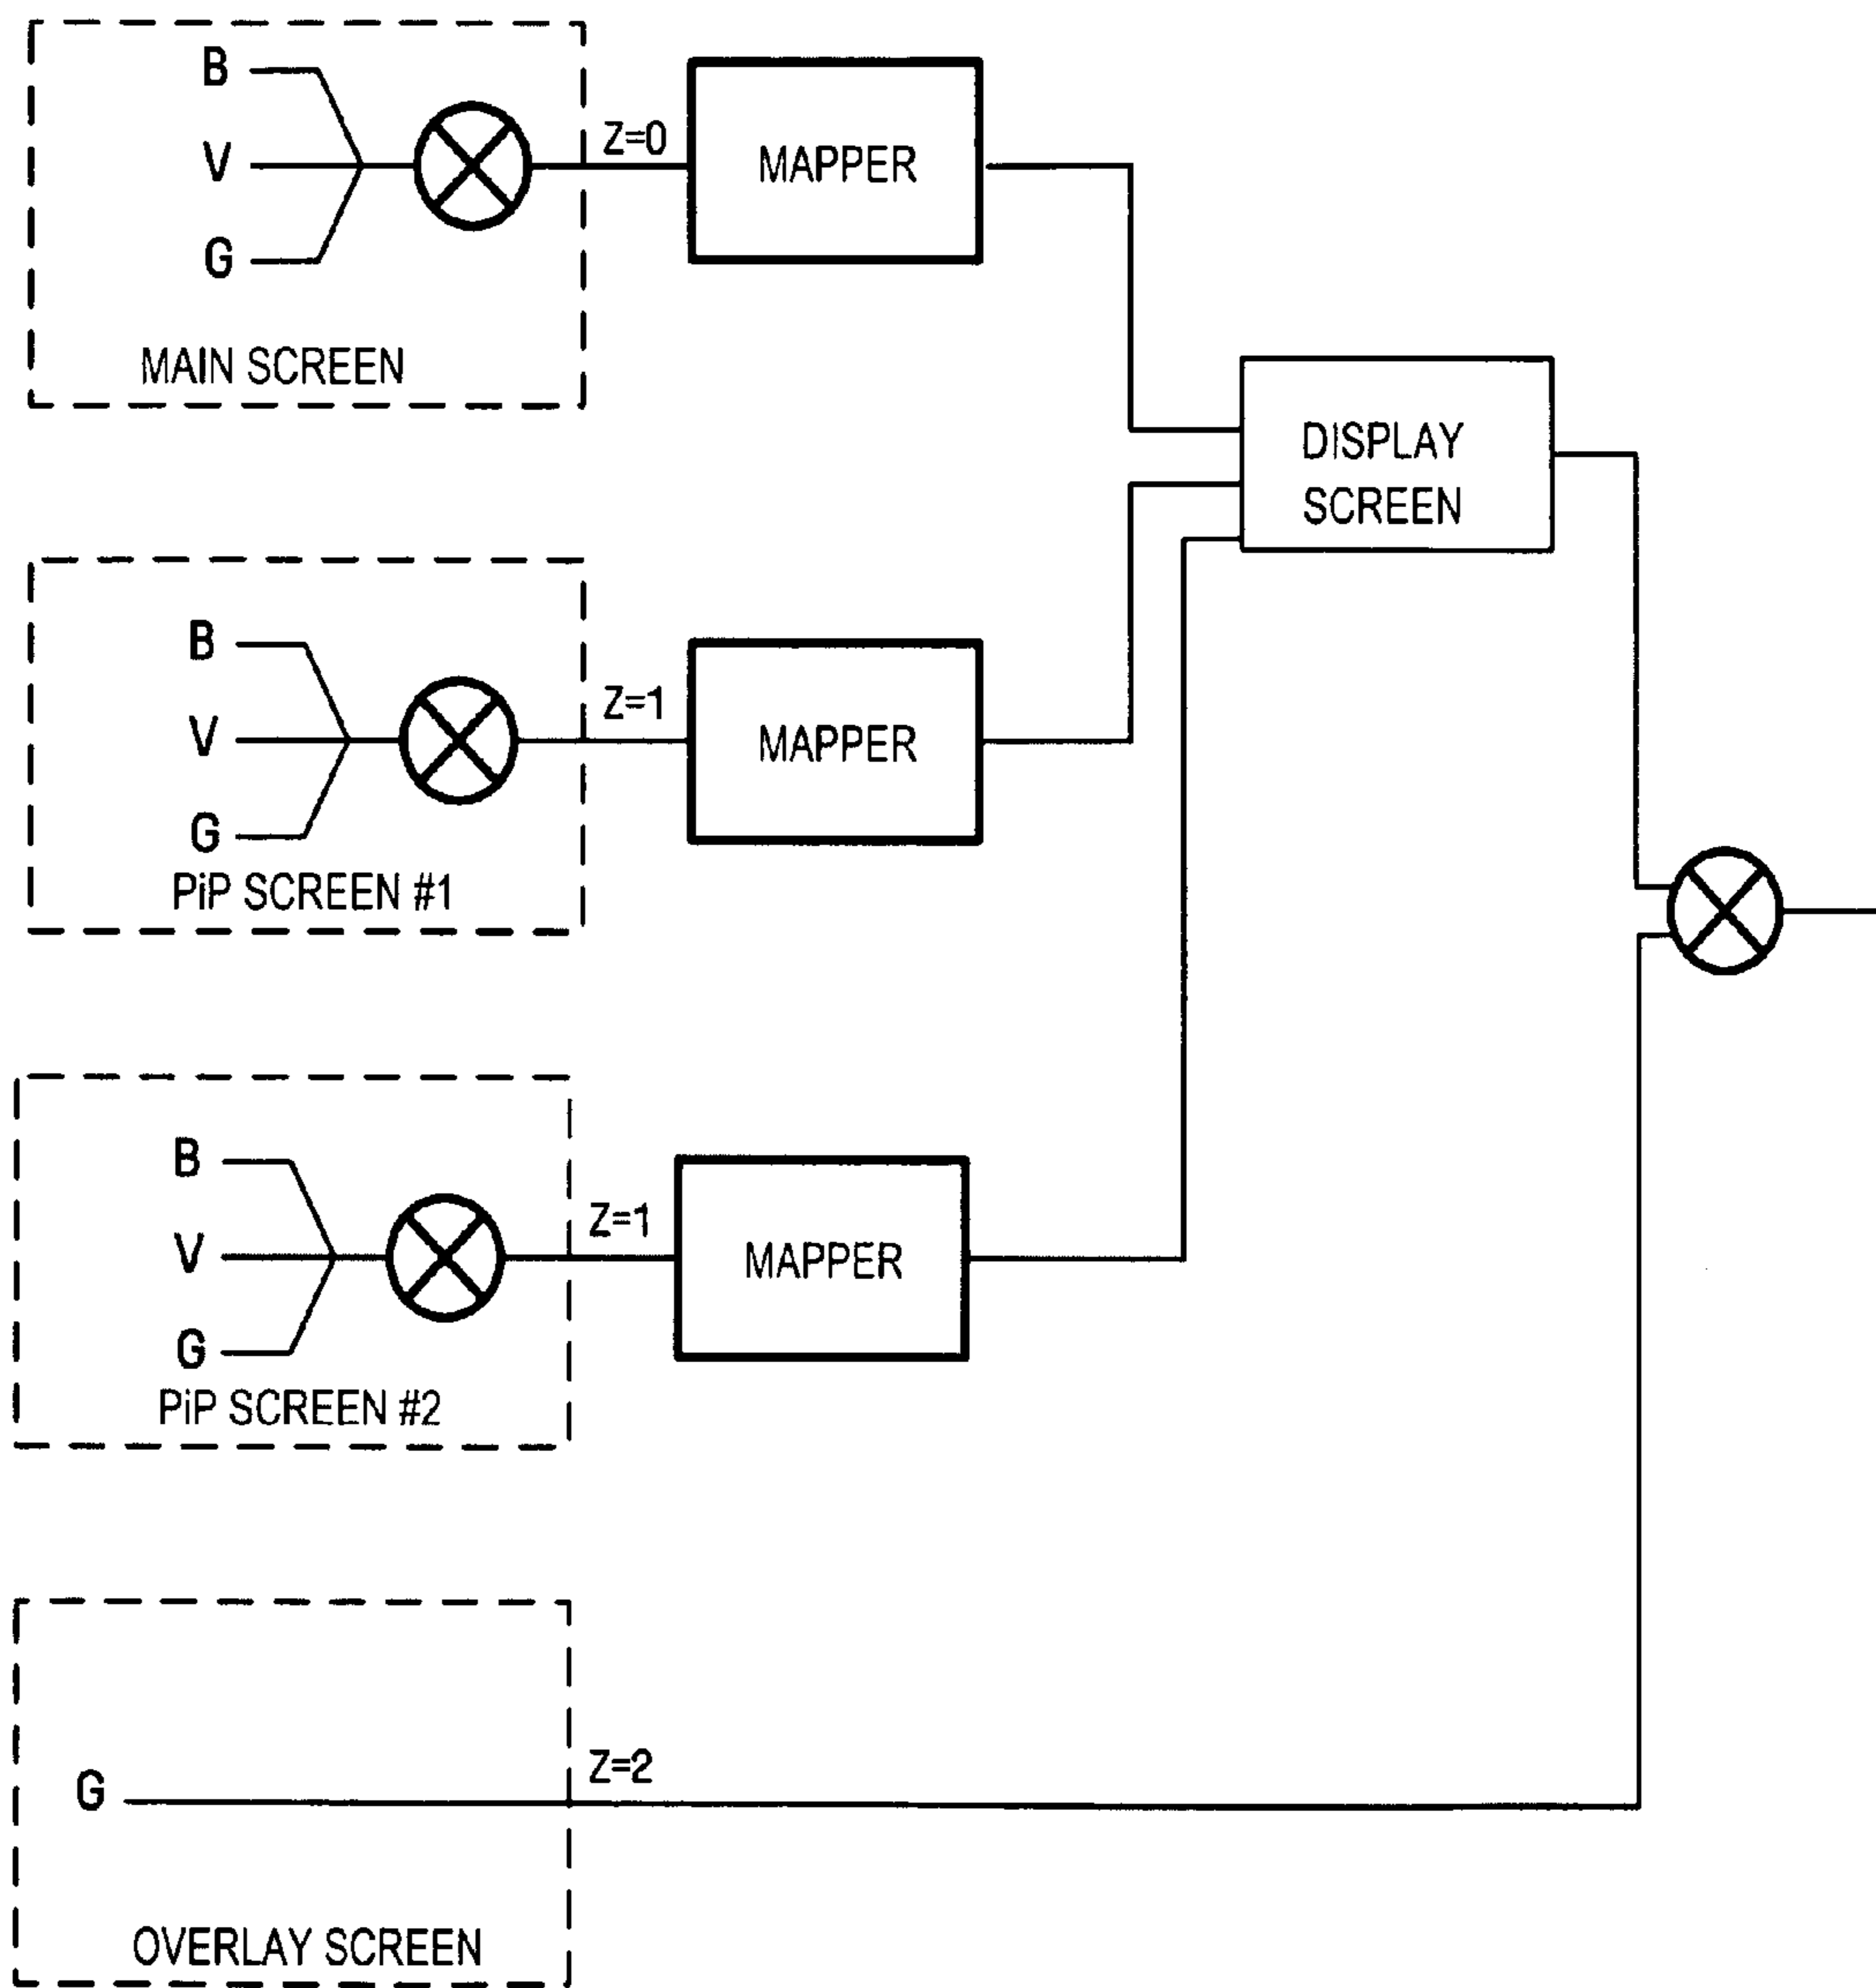 B
V
G
Z=0
MAPPER
MAIN SCREEN
DISPLAY
SCREEN
B
V
G
Z=1
MAPPER
PiP SCREEN #1
B
V
G
Z=1
MAPPER
PiP SCREEN #2
G
Z=2
OVERLAY SCREEN